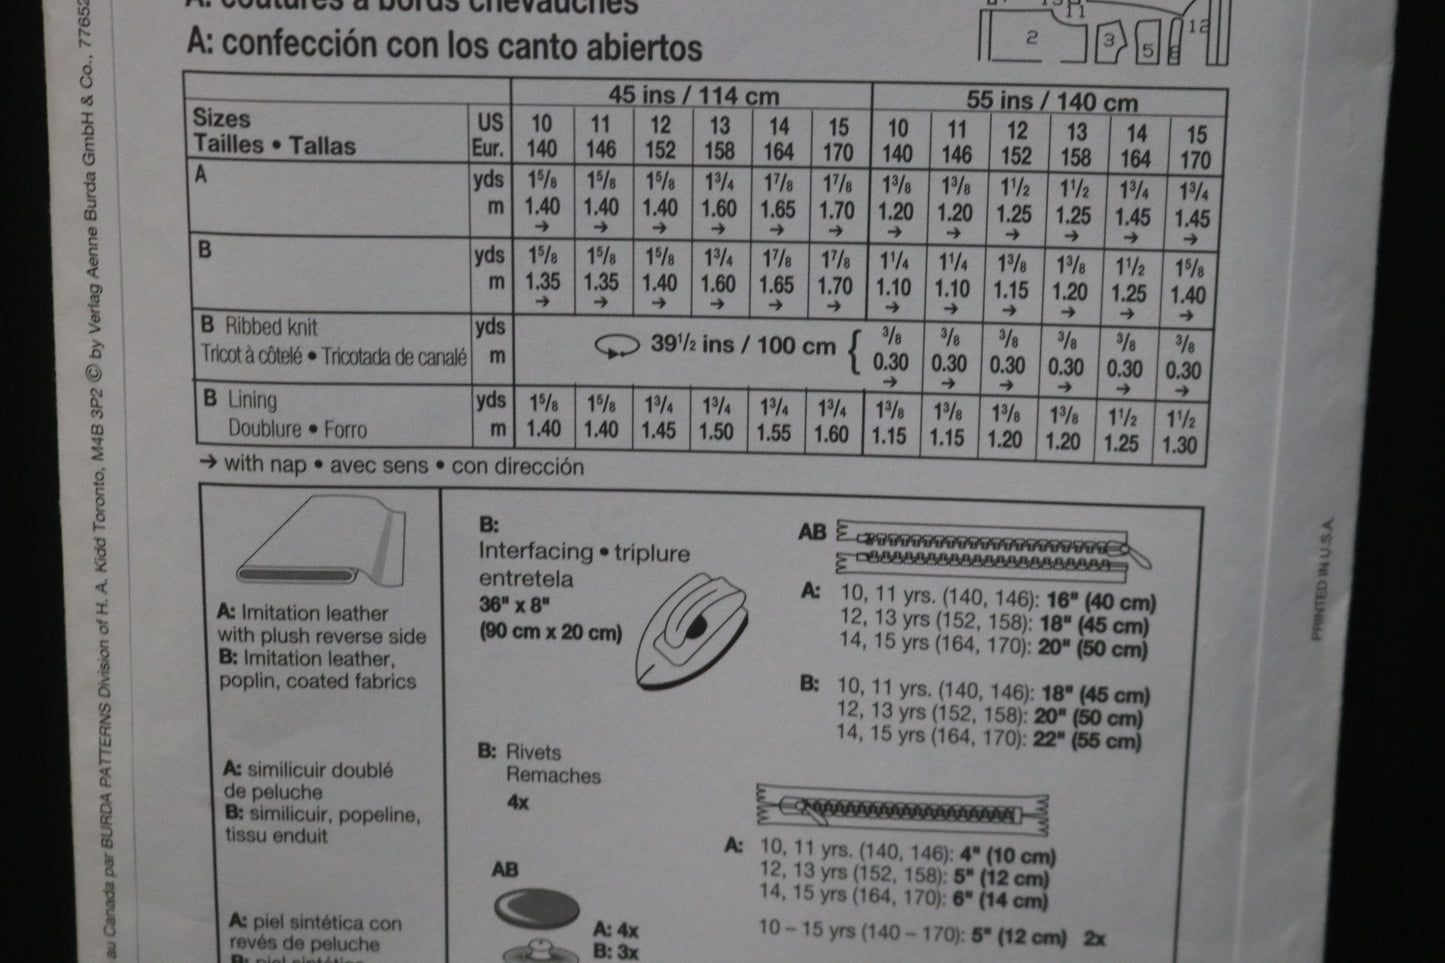 A: coutures à bords chevauchés
A: confección con los canto abiertos
11
2 3 5 8 12
45 ins / 114 cm 55 ins / 140 cm
Sizes US 10 11 12 13 14 15 10 11 12 13 14 15
Tailles • Tallas Eur. 140 146 152 158 164 170 140 146 152 158 164 170
A yds 1⁵/₈ 1⁵/₈ 1⁵/₈ 1³/₄ 1⁷/₈ 1⁷/₈ 1³/₈ 1³/₈ 1¹/₂ 1¹/₂ 1³/₄ 1³/₄
m 1.40 1.40 1.40 1.60 1.65 1.70 1.20 1.20 1.25 1.25 1.45 1.45
→ → → → → → → → → → → →
B yds 1⁵/₈ 1⁵/₈ 1⁵/₈ 1³/₄ 1⁷/₈ 1⁷/₈ 1¹/₄ 1¹/₄ 1³/₈ 1³/₈ 1¹/₂ 1⁵/₈
m 1.35 1.35 1.40 1.60 1.65 1.70 1.10 1.10 1.15 1.20 1.25 1.40
→ → → → → → → → → → → →
B Ribbed knit yds 39¹/₂ ins / 100 cm { ³/₈ ³/₈ ³/₈ ³/₈ ³/₈ ³/₈
Tricot à côtelé • Tricotada de canalé m 0.30 0.30 0.30 0.30 0.30 0.30
→ → → → → →
B Lining yds 1⁵/₈ 1⁵/₈ 1³/₄ 1³/₄ 1³/₄ 1³/₄ 1³/₈ 1³/₈ 1³/₈ 1³/₈ 1¹/₂ 1¹/₂
Doublure • Forro m 1.40 1.40 1.45 1.50 1.55 1.60 1.15 1.15 1.20 1.20 1.25 1.30
→ with nap • avec sens • con dirección
A: Imitation leather
with plush reverse side
B: Imitation leather,
poplin, coated fabrics
A: similicuir doublé
de peluche
B: similicuir, popeline,
tissu enduit
A: piel sintética con
revés de peluche
B: piel sintética
B:
Interfacing • triplure
entretela
36" x 8"
(90 cm x 20 cm)
B: Rivets
Remaches
4x
AB
A: 4x
B: 3x
AB
A: 10, 11 yrs. (140, 146): 16" (40 cm)
12, 13 yrs (152, 158): 18" (45 cm)
14, 15 yrs (164, 170): 20" (50 cm)
B: 10, 11 yrs. (140, 146): 18" (45 cm)
12, 13 yrs (152, 158): 20" (50 cm)
14, 15 yrs (164, 170): 22" (55 cm)
A: 10, 11 yrs. (140, 146): 4" (10 cm)
12, 13 yrs (152, 158): 5" (12 cm)
14, 15 yrs (164, 170): 6" (14 cm)
10 – 15 yrs (140 – 170): 5" (12 cm) 2x
au Canada par BURDA PATTERNS Division of H. A. Kidd Toronto, M4B 3P2 © by Verlag Aenne Burda GmbH & Co., 77652
PRINTED IN U.S.A.